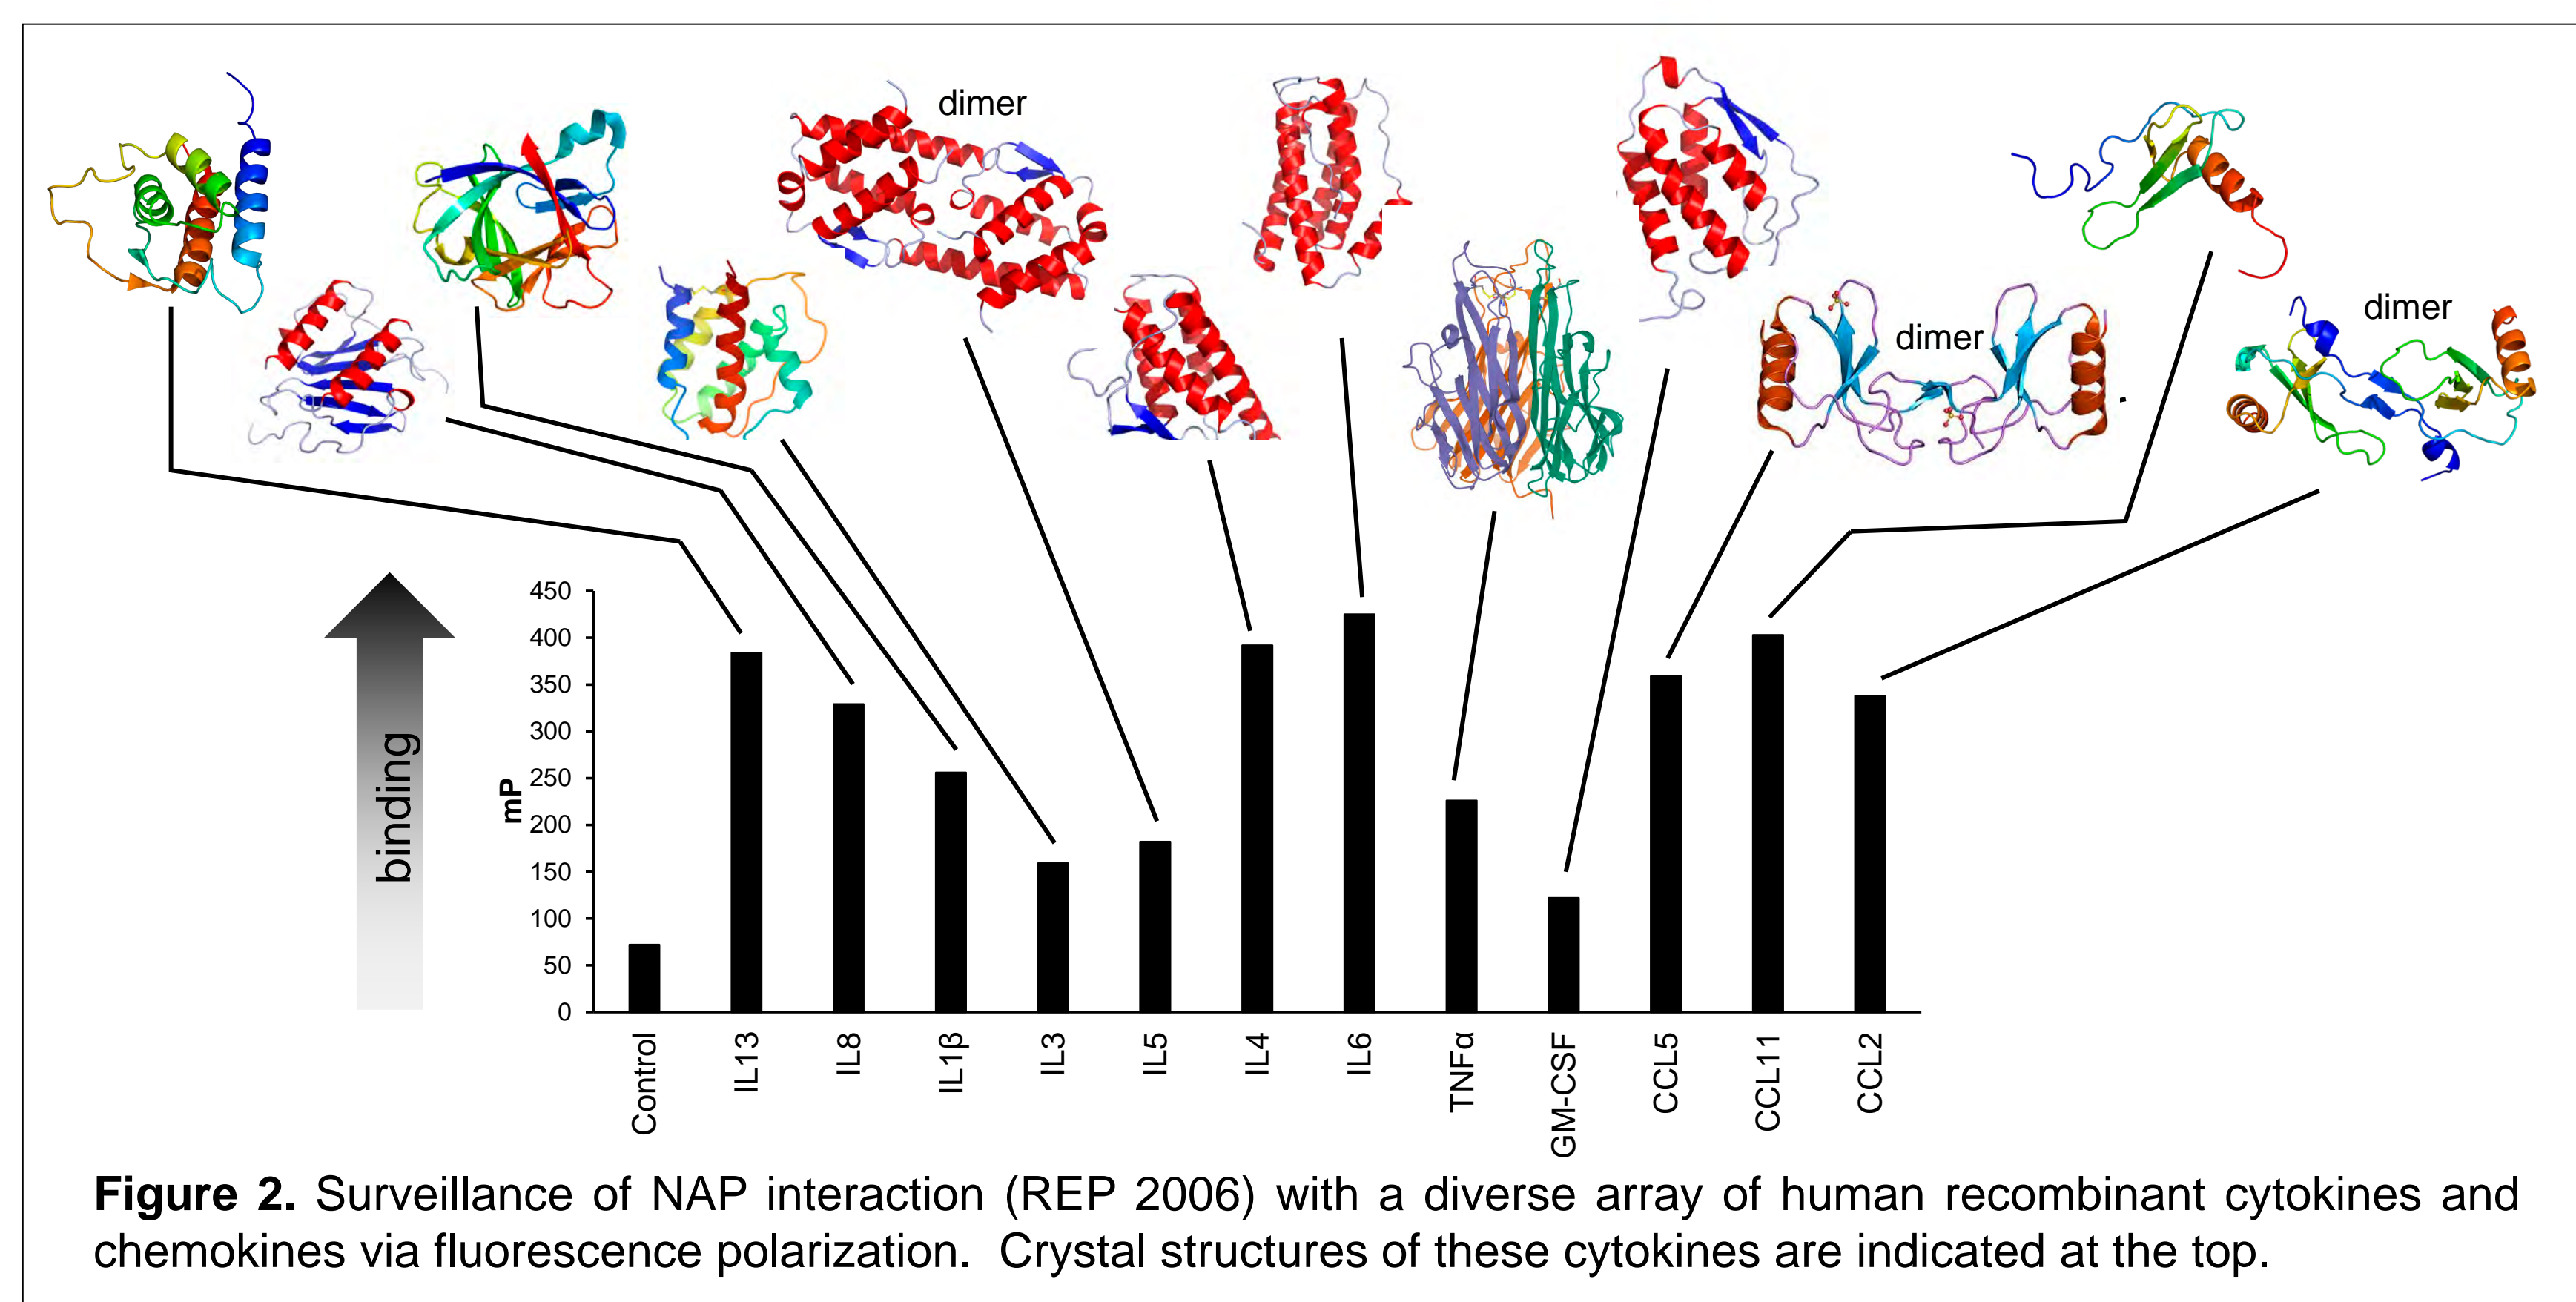 dimer
dimer
dimer
binding
mP
450
400
350
300
250
200
150
100
50
0
Control
IL13
IL8
IL1β
IL3
IL5
IL4
IL6
TNFα
GM-CSF
CCL5
CCL11
CCL2
Figure 2. Surveillance of NAP interaction (REP 2006) with a diverse array of human recombinant cytokines and
chemokines via fluorescence polarization. Crystal structures of these cytokines are indicated at the top.